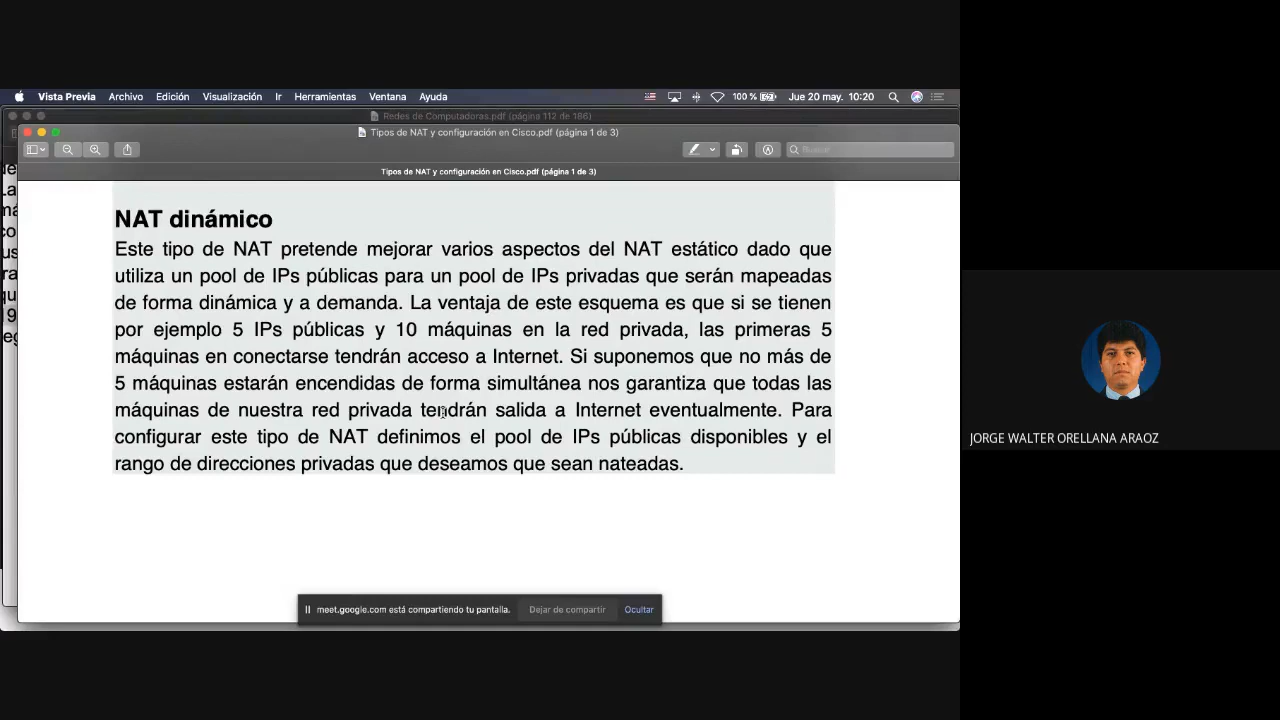 Vista Previa Archivo Edición Visualización Ir Herramientas Ventana Ayuda 100 % Jue 20 may. 10:20
Redes de Computadoras.pdf (página 112 de 186)
Tipos de NAT y configuración en Cisco.pdf (página 1 de 3)
Buscar
Tipos de NAT y configuración en Cisco.pdf (página 1 de 3)
NAT dinámico
Este tipo de NAT pretende mejorar varios aspectos del NAT estático dado que
utiliza un pool de IPs públicas para un pool de IPs privadas que serán mapeadas
de forma dinámica y a demanda. La ventaja de este esquema es que si se tienen
por ejemplo 5 IPs públicas y 10 máquinas en la red privada, las primeras 5
máquinas en conectarse tendrán acceso a Internet. Si suponemos que no más de
5 máquinas estarán encendidas de forma simultánea nos garantiza que todas las
máquinas de nuestra red privada tendrán salida a Internet eventualmente. Para
configurar este tipo de NAT definimos el pool de IPs públicas disponibles y el
rango de direcciones privadas que deseamos que sean nateadas.
meet.google.com está compartiendo tu pantalla. Dejar de compartir Ocultar
JORGE WALTER ORELLANA ARAOZ